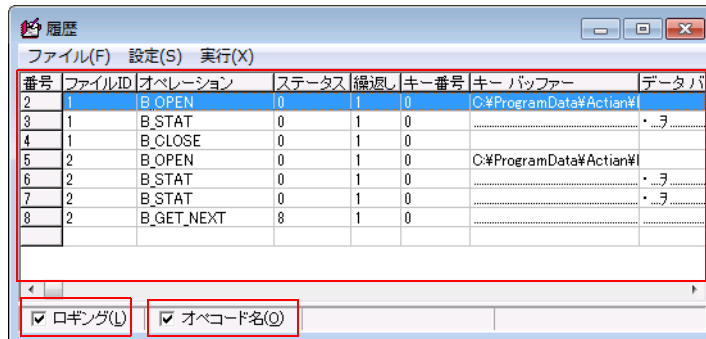 履歴
ファイル(F) 設定(S) 実行(X)
番号 ファイルID オペレーション ステータス 繰返し キー番号 キー バッファー データ バ
2 1 B_OPEN 0 1 0 C:¥ProgramData¥Actian¥
3 1 B_STAT 0 1 0
4 1 B_CLOSE 0 1 0
5 2 B_OPEN 0 1 0 C:¥ProgramData¥Actian¥
6 2 B_STAT 0 1 0
7 2 B_STAT 0 1 0
8 2 B_GET_NEXT 8 1 0
ロギング(L) オペコード名(O)